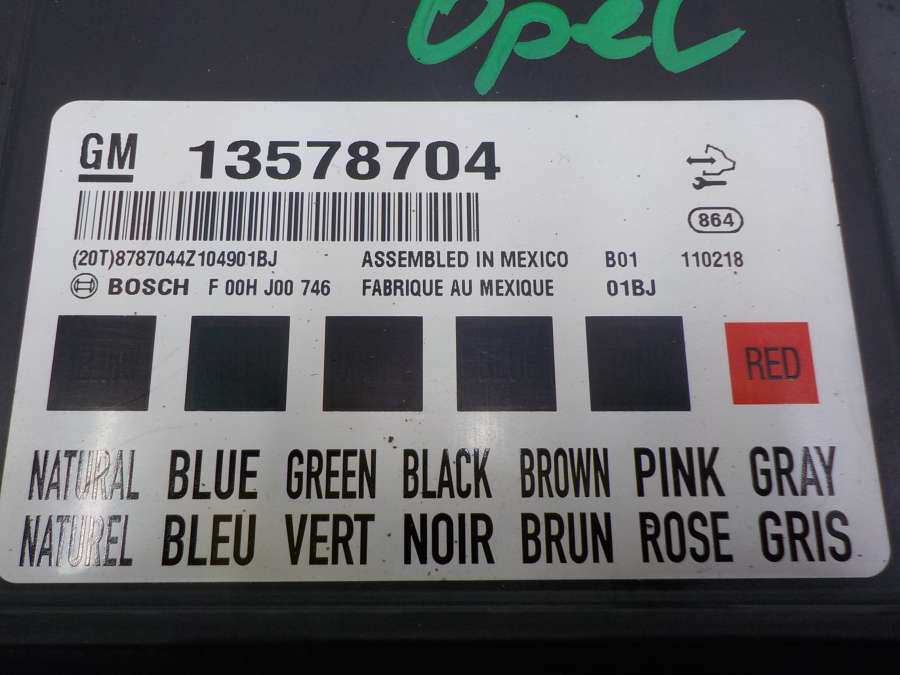 Opel
GM 13578704
864
(20T)8787044Z104901BJ ASSEMBLED IN MEXICO B01 110218
BOSCH F 00H J00 746 FABRIQUE AU MEXIQUE 01BJ
RED
NATURAL BLUE GREEN BLACK BROWN PINK GRAY
NATUREL BLEU VERT NOIR BRUN ROSE GRIS